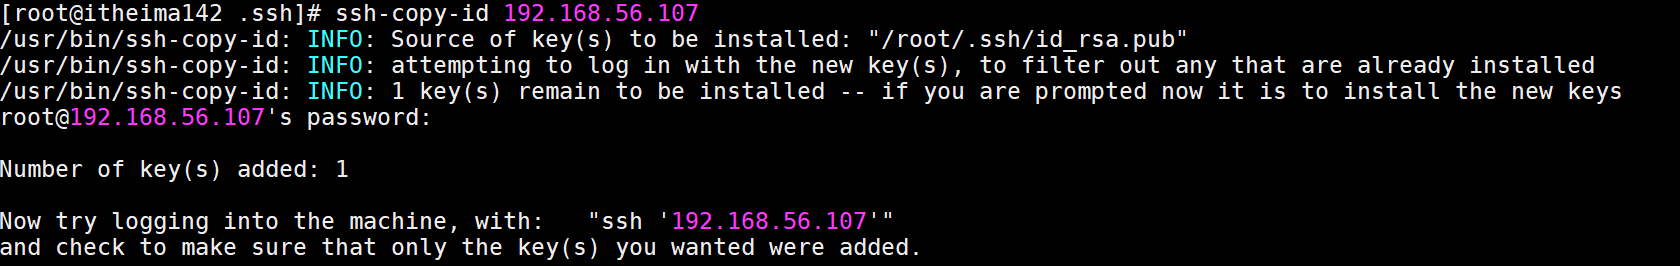 [root@itheima142 .ssh]# ssh-copy-id 192.168.56.107
/usr/bin/ssh-copy-id: INFO: Source of key(s) to be installed: "/root/.ssh/id_rsa.pub"
/usr/bin/ssh-copy-id: INFO: attempting to log in with the new key(s), to filter out any that are already installed
/usr/bin/ssh-copy-id: INFO: 1 key(s) remain to be installed -- if you are prompted now it is to install the new keys
root@192.168.56.107's password:
Number of key(s) added: 1
Now try logging into the machine, with:   "ssh '192.168.56.107'"
and check to make sure that only the key(s) you wanted were added.